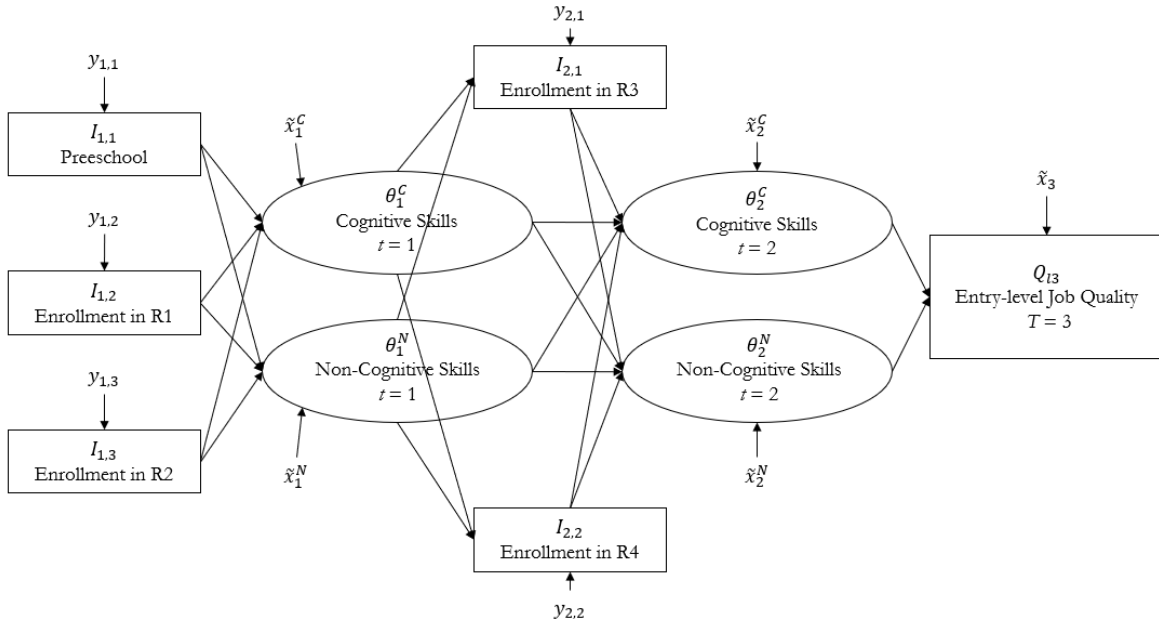 y₂,₁
I₂,₁
Enrollment in R3
y₁,₁
I₁,₁
Preeschool
x̃₁ᶜ
θ₁ᶜ
Cognitive Skills
t = 1
x̃₂ᶜ
θ₂ᶜ
Cognitive Skills
t = 2
y₁,₂
I₁,₂
Enrollment in R1
x̃₃
Qₗ₃
Entry-level Job Quality
T = 3
θ₁ᴺ
Non-Cognitive Skills
t = 1
θ₂ᴺ
Non-Cognitive Skills
t = 2
y₁,₃
I₁,₃
Enrollment in R2
x̃₁ᴺ
x̃₂ᴺ
I₂,₂
Enrollment in R4
y₂,₂